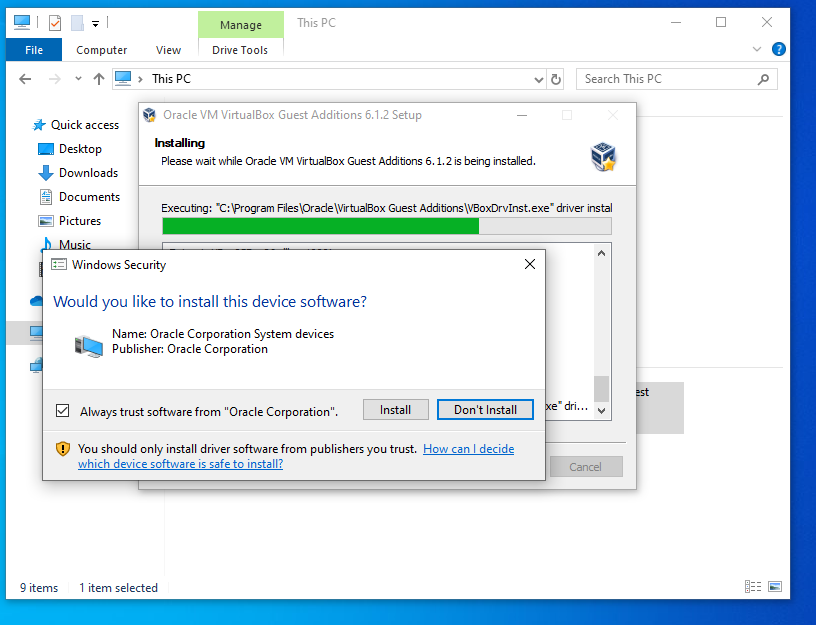 Manage
This PC
File
Computer
View
Drive Tools
This PC
Search This PC
Quick access
Desktop
Downloads
Documents
Pictures
Music
Oracle VM VirtualBox Guest Additions 6.1.2 Setup
Installing
Please wait while Oracle VM VirtualBox Guest Additions 6.1.2 is being installed.
Executing: "C:\Program Files\Oracle\VirtualBox Guest Additions\VBoxDrvInst.exe" driver instal
xe" dri...
est
Cancel
Windows Security
Would you like to install this device software?
Name: Oracle Corporation System devices
Publisher: Oracle Corporation
Always trust software from "Oracle Corporation".
Install
Don't Install
You should only install driver software from publishers you trust. How can I decide
which device software is safe to install?
9 items
1 item selected